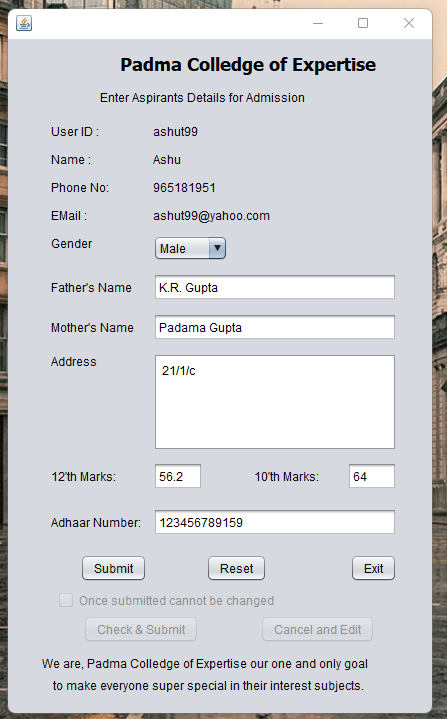 Padma Colledge of Expertise
Enter Aspirants Details for Admission
User ID : ashut99
Name : Ashu
Phone No: 965181951
EMail : ashut99@yahoo.com
Gender Male
Father's Name K.R. Gupta
Mother's Name Padama Gupta
Address 21/1/c
12'th Marks: 56.2 10'th Marks: 64
Adhaar Number: 123456789159
Submit Reset Exit
Once submitted cannot be changed
Check & Submit Cancel and Edit
We are, Padma Colledge of Expertise our one and only goal
to make everyone super special in their interest subjects.